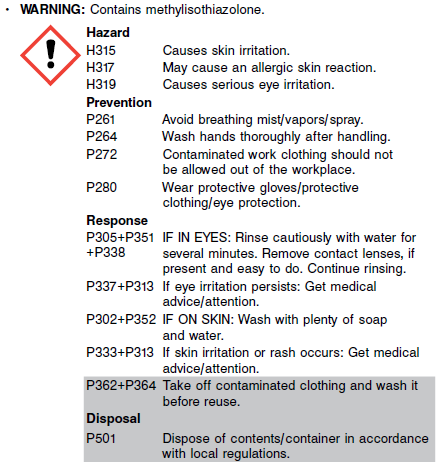 • WARNING: Contains methylisothiazolone.
Hazard
H315 Causes skin irritation.
H317 May cause an allergic skin reaction.
H319 Causes serious eye irritation.
Prevention
P261 Avoid breathing mist/vapors/spray.
P264 Wash hands thoroughly after handling.
P272 Contaminated work clothing should not
be allowed out of the workplace.
P280 Wear protective gloves/protective
clothing/eye protection.
Response
P305+P351 IF IN EYES: Rinse cautiously with water for
+P338 several minutes. Remove contact lenses, if
present and easy to do. Continue rinsing.
P337+P313 If eye irritation persists: Get medical
advice/attention.
P302+P352 IF ON SKIN: Wash with plenty of soap
and water.
P333+P313 If skin irritation or rash occurs: Get medical
advice/attention.
P362+P364 Take off contaminated clothing and wash it
before reuse.
Disposal
P501 Dispose of contents/container in accordance
with local regulations.